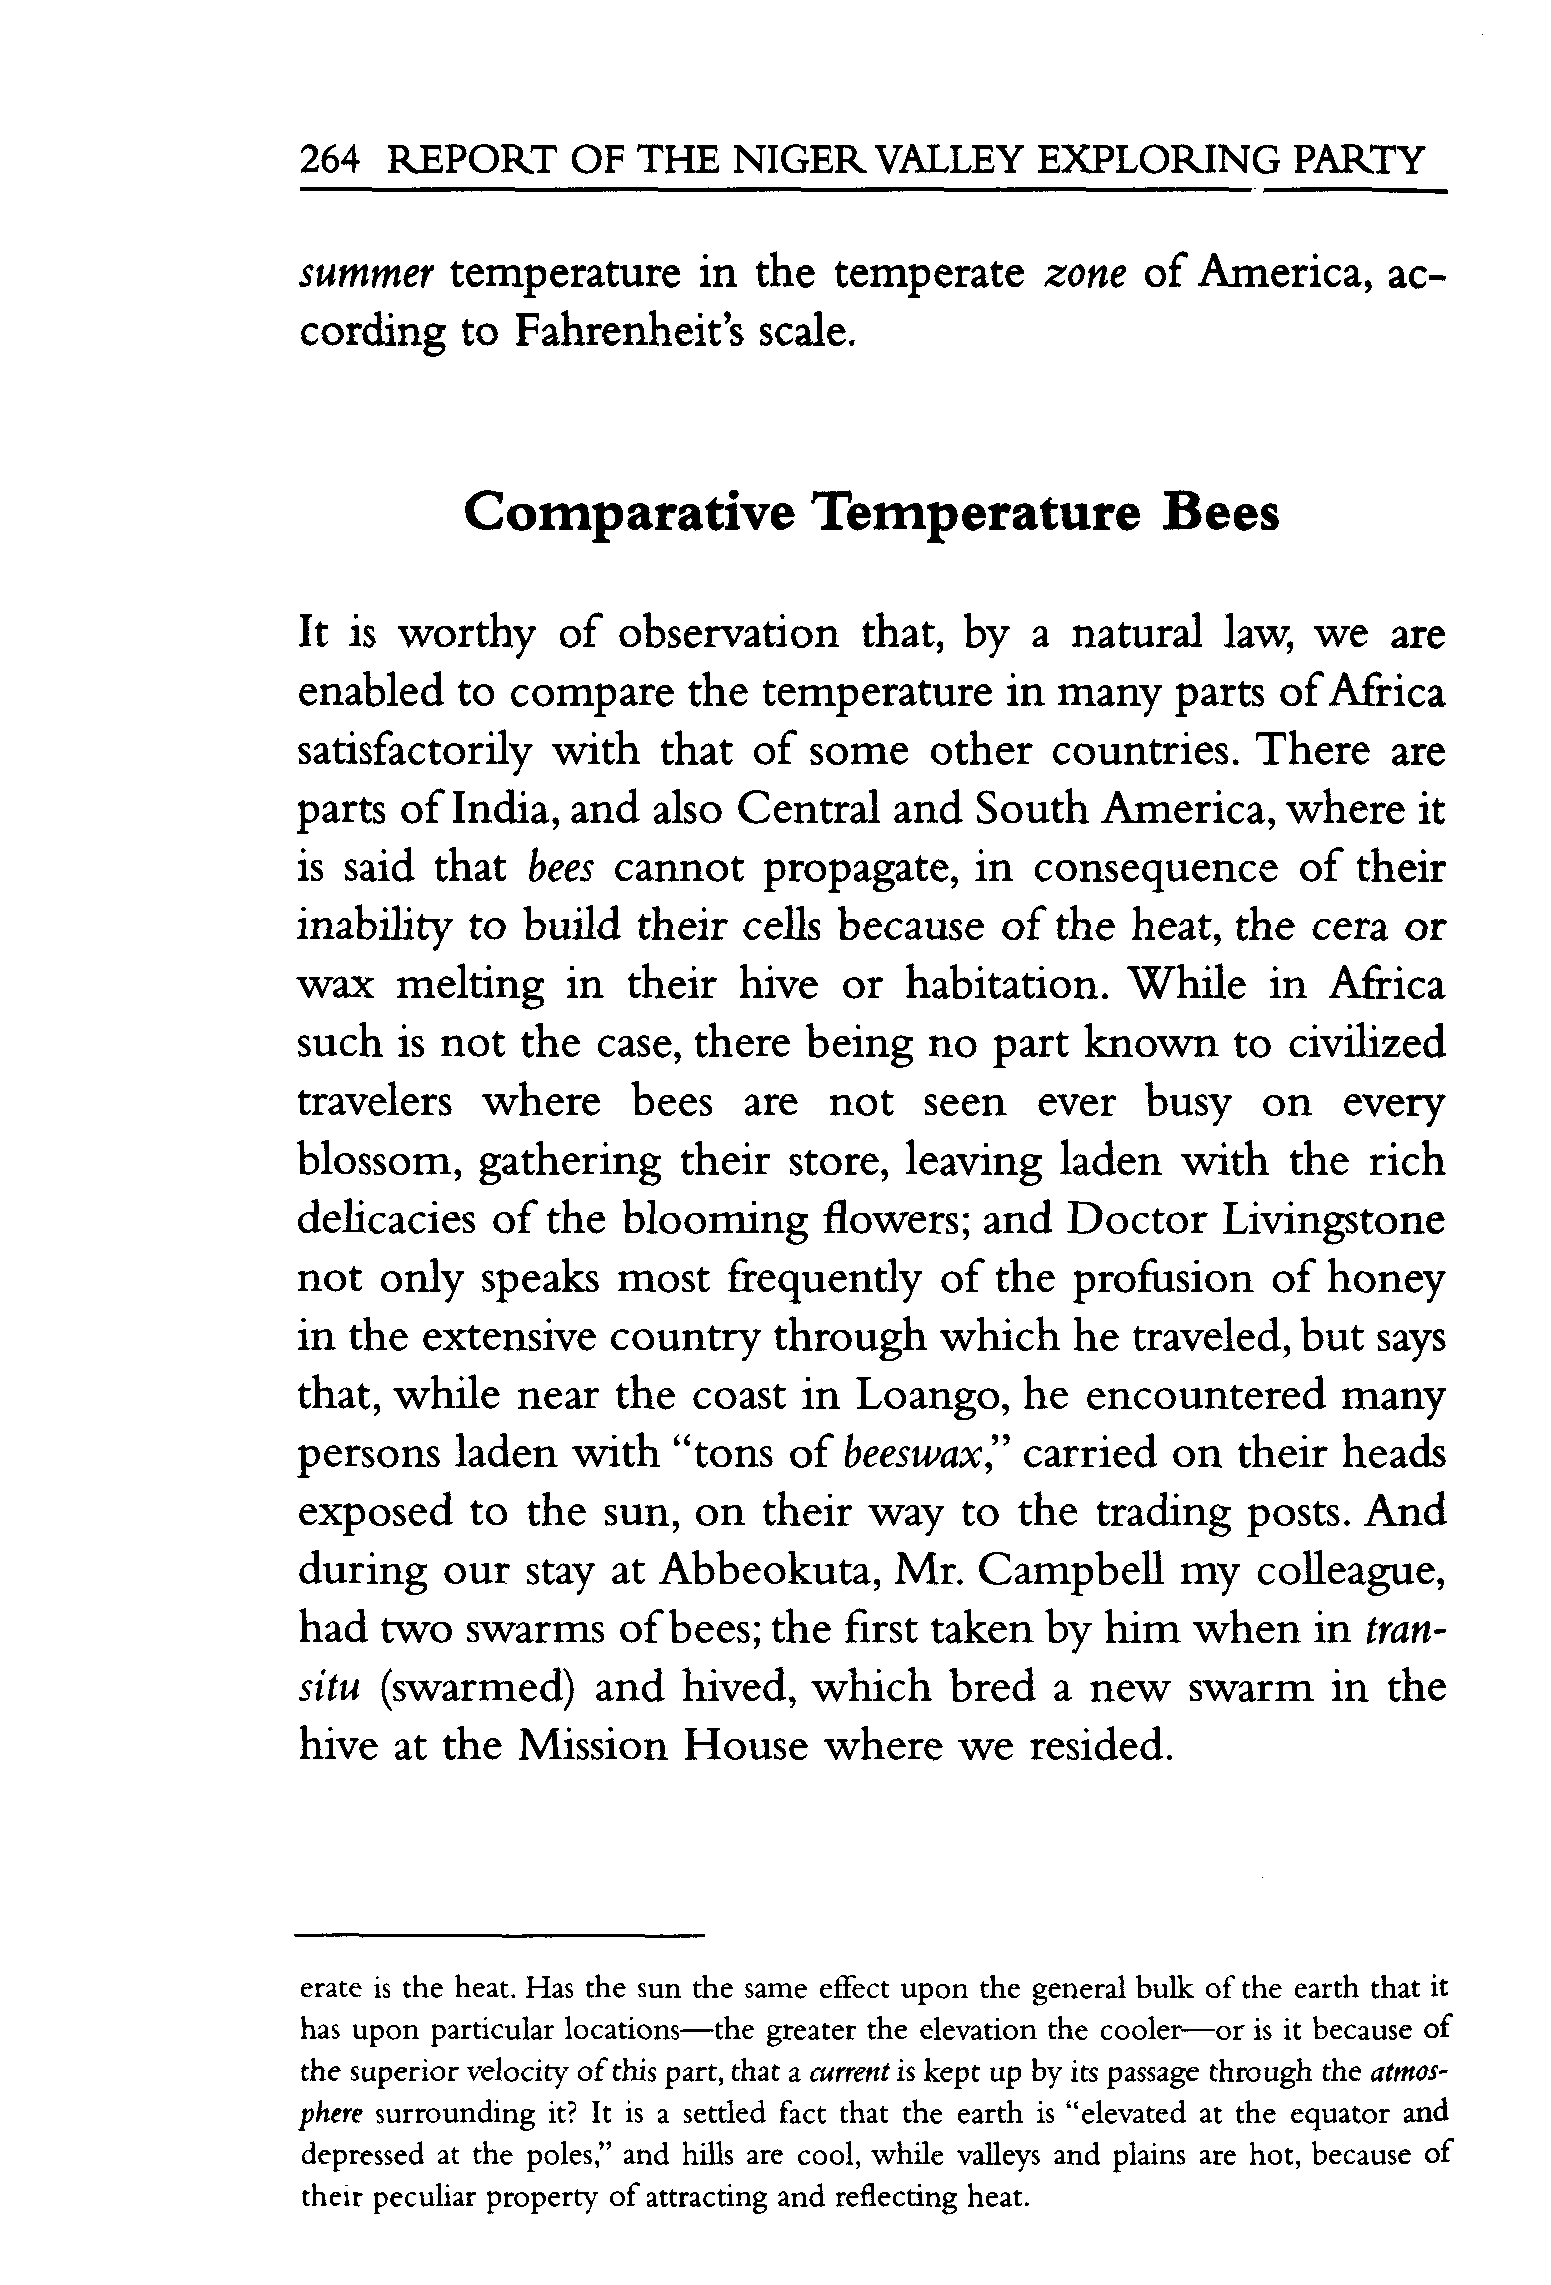 264 REPORT OF THE NIGER VALLEY EXPLORING PARTY
summer temperature in the temperate zone of America, ac-
cording to Fahrenheit's scale.
Comparative Temperature Bees
It is worthy of observation that, by a natural law, we are
enabled to compare the temperature in many parts of Africa
satisfactorily with that of some other countries. There are
parts of India, and also Central and South America, where it
is said that bees cannot propagate, in consequence of their
inability to build their cells because of the heat, the cera or
wax melting in their hive or habitation. While in Africa
such is not the case, there being no part known to civilized
travelers where bees are not seen ever busy on every
blossom, gathering their store, leaving laden with the rich
delicacies of the blooming flowers; and Doctor Livingstone
not only speaks most frequently of the profusion of honey
in the extensive country through which he traveled, but says
that, while near the coast in Loango, he encountered many
persons laden with “tons of beeswax,” carried on their heads
exposed to the sun, on their way to the trading posts. And
during our stay at Abbeokuta, Mr. Campbell my colleague,
had two swarms of bees; the first taken by him when in tran-
situ (swarmed) and hived, which bred a new swarm in the
hive at the Mission House where we resided.
erate is the heat. Has the sun the same effect upon the general bulk of the earth that it
has upon particular locations—the greater the elevation the cooler—or is it because of
the superior velocity of this part, that a current is kept up by its passage through the atmos-
phere surrounding it? It is a settled fact that the earth is “elevated at the equator and
depressed at the poles,” and hills are cool, while valleys and plains are hot, because of
their peculiar property of attracting and reflecting heat.